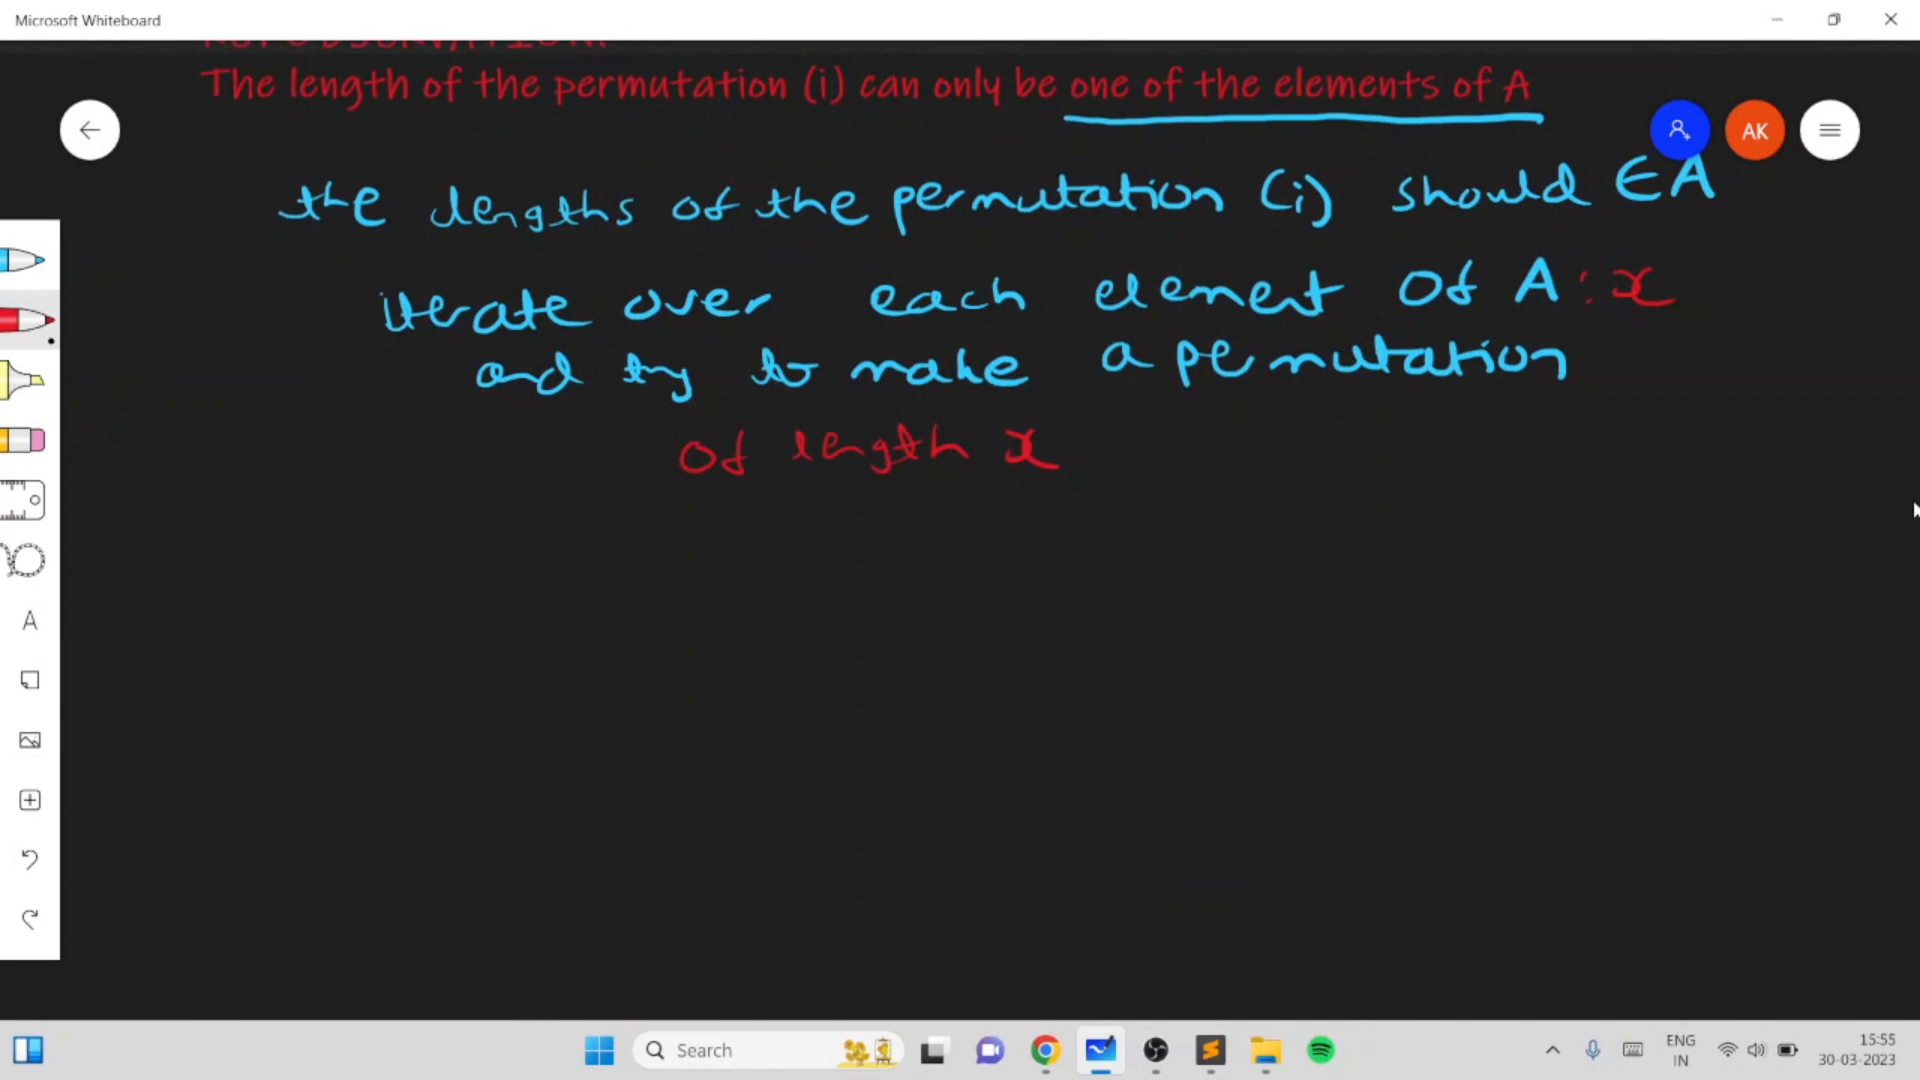 Microsoft Whiteboard
The length of the permutation (i) can only be one of the elements of A
AK
the lengths of the permutation (i) should ∈ A
iterate over each element of A : x
and try to make a permutation
of length x
A
Search
ENG
IN
15:55
30-03-2023